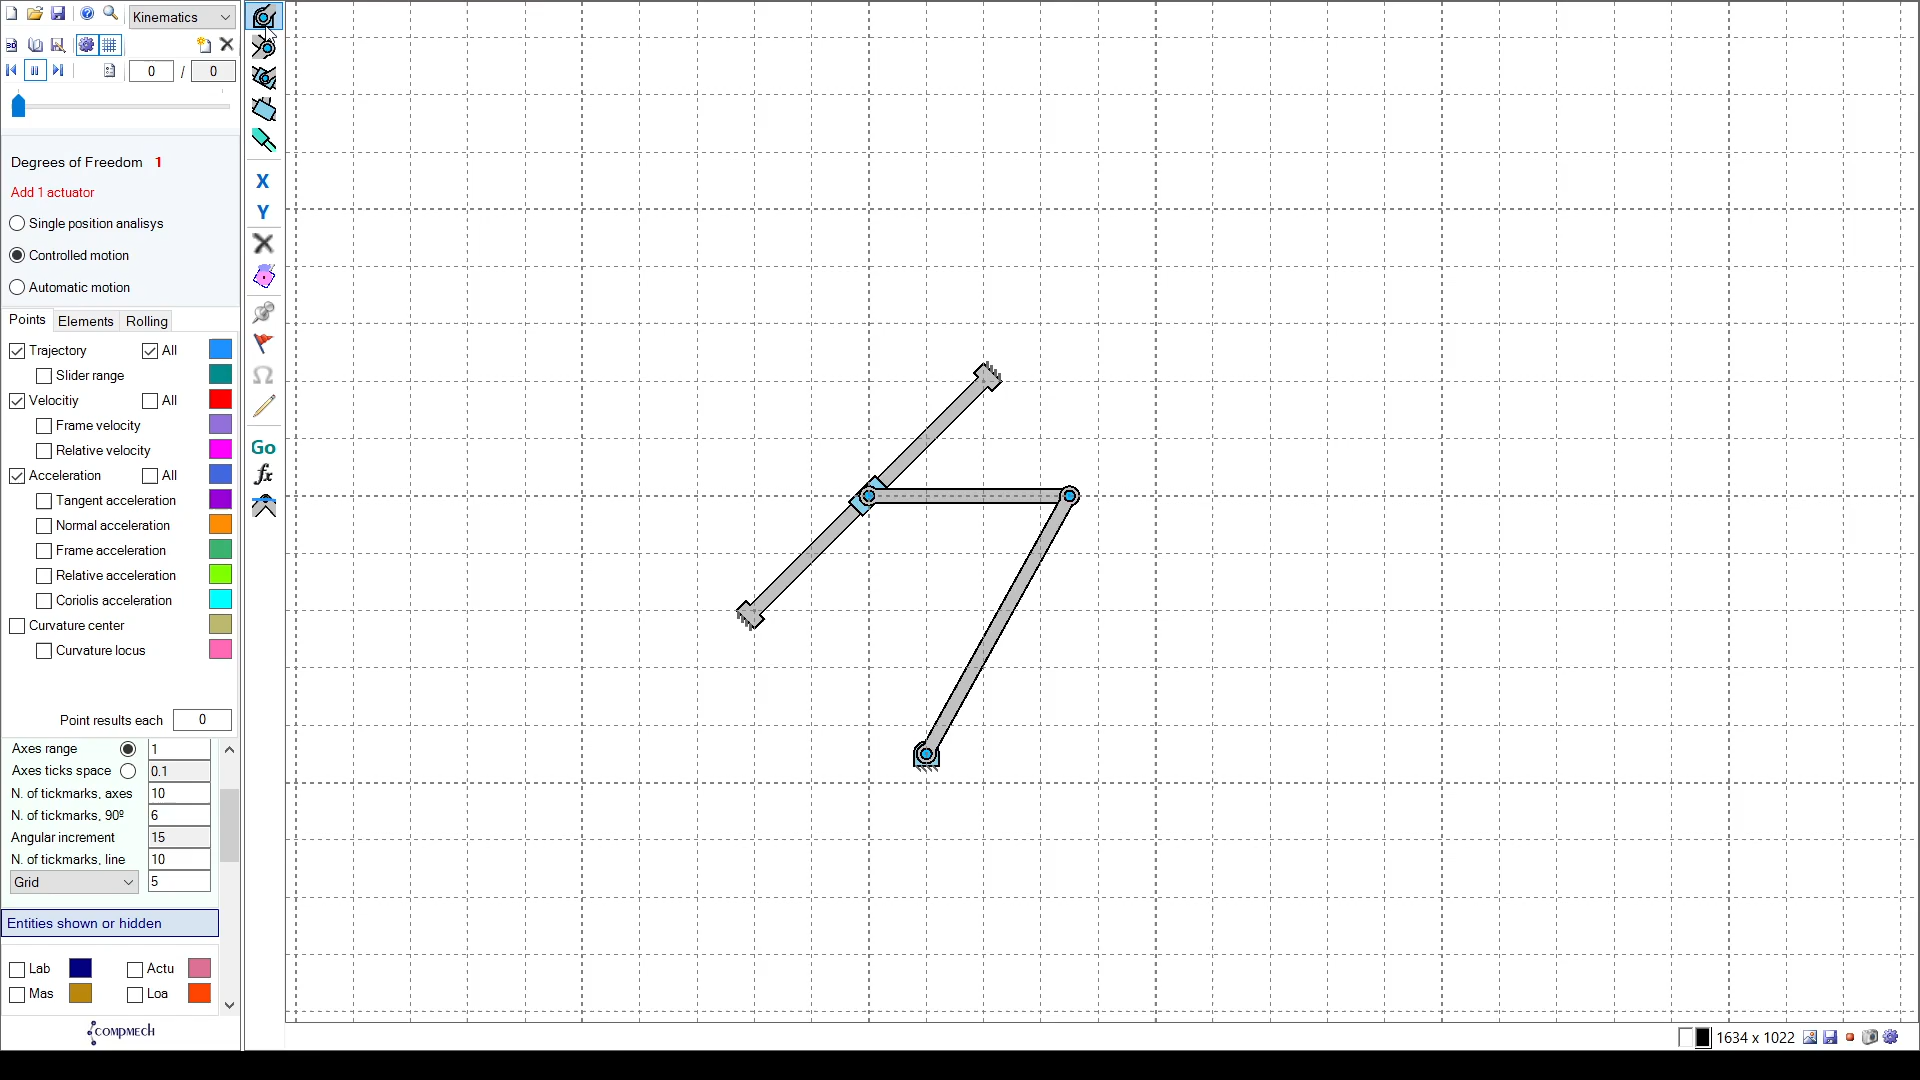 Kinematics
3D
0 / 0
Degrees of Freedom 1
Add 1 actuator
Single position analisys
Controlled motion
Automatic motion
Points Elements Rolling
Trajectory All
Slider range
Velocitiy All
Frame velocity
Relative velocity
Acceleration All
Tangent acceleration
Normal acceleration
Frame acceleration
Relative acceleration
Coriolis acceleration
Curvature center
Curvature locus
Point results each 0
Axes range 1
Axes ticks space 0.1
N. of tickmarks, axes 10
N. of tickmarks, 90º 6
Angular increment 15
N. of tickmarks, line 10
Grid 5
Entities shown or hidden
Lab Actu
Mas Loa
COMPMECH
X
Y
Ω
Go
fx
1634 x 1022